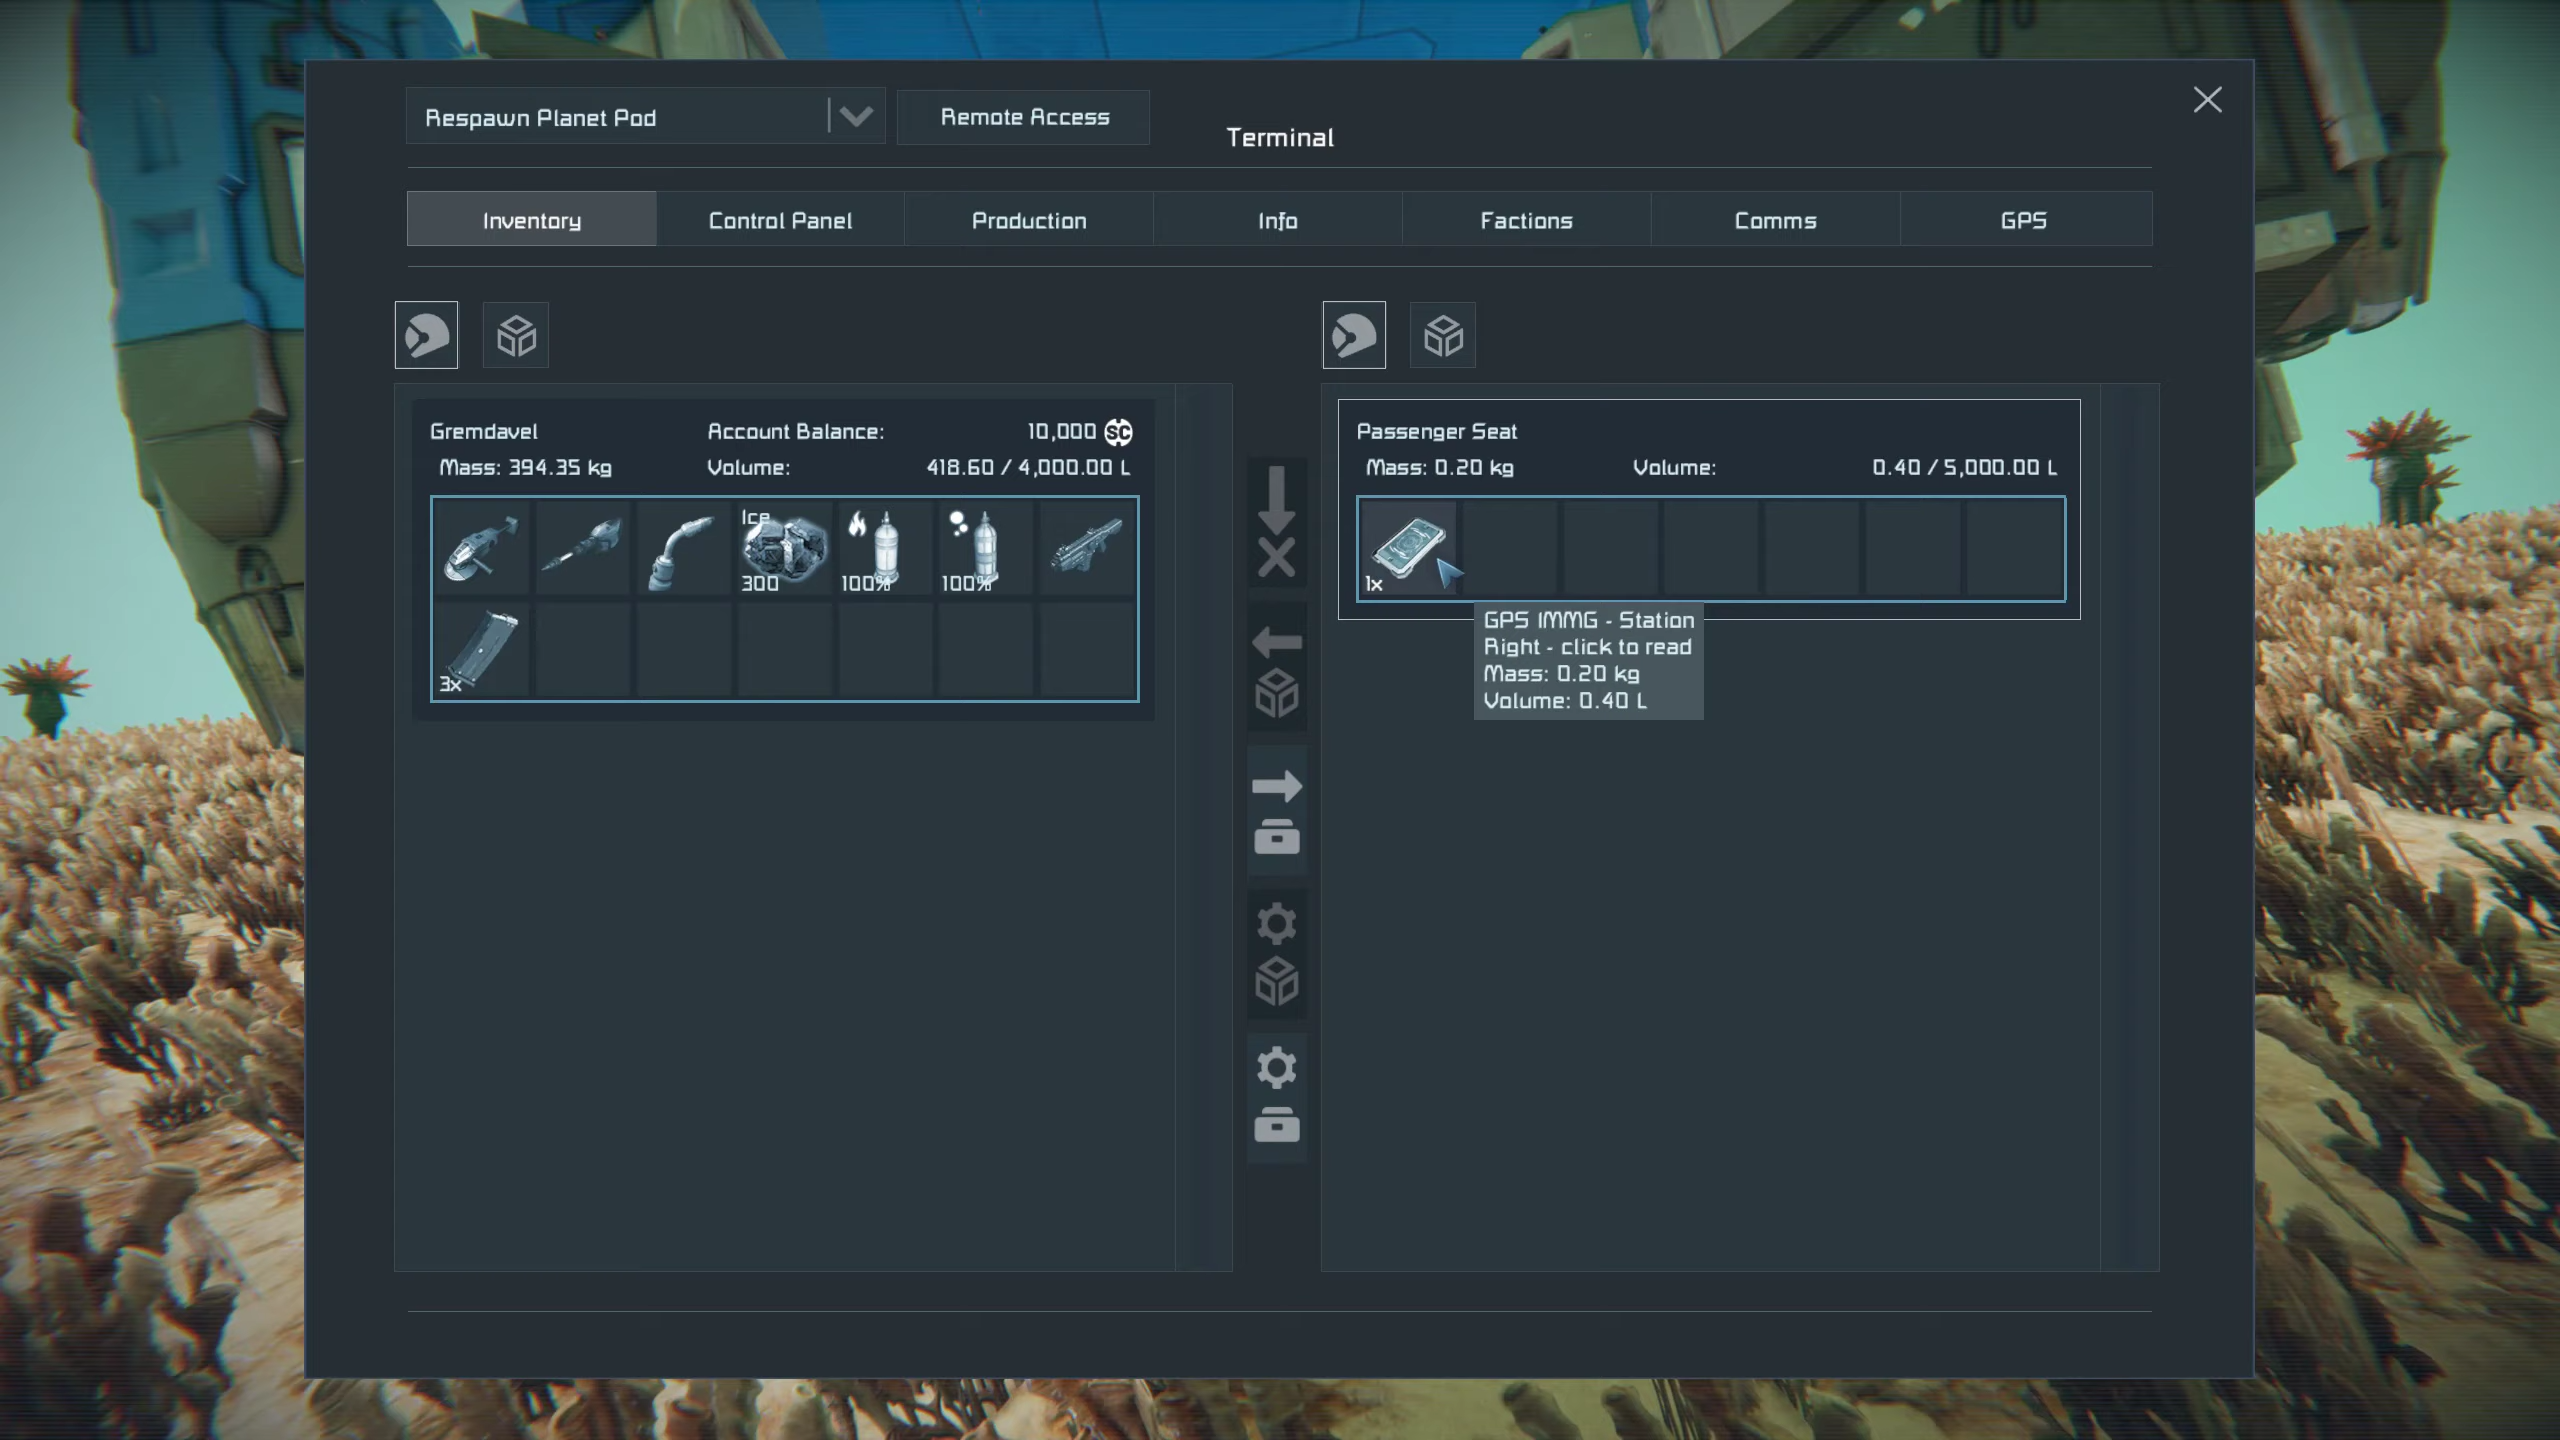 Respawn Planet Pod
Remote Access
Terminal
Inventory
Control Panel
Production
Info
Factions
Comms
GPS
Gremdavel
Account Balance:
10,000 SC
Mass: 394.35 kg
Volume:
418.60 / 4,000.00 L
Ice
300
100%
100%
3x
Passenger Seat
Mass: 0.20 kg
Volume:
0.40 / 5,000.00 L
1x
GPS IMMG - Station
Right - click to read
Mass: 0.20 kg
Volume: 0.40 L